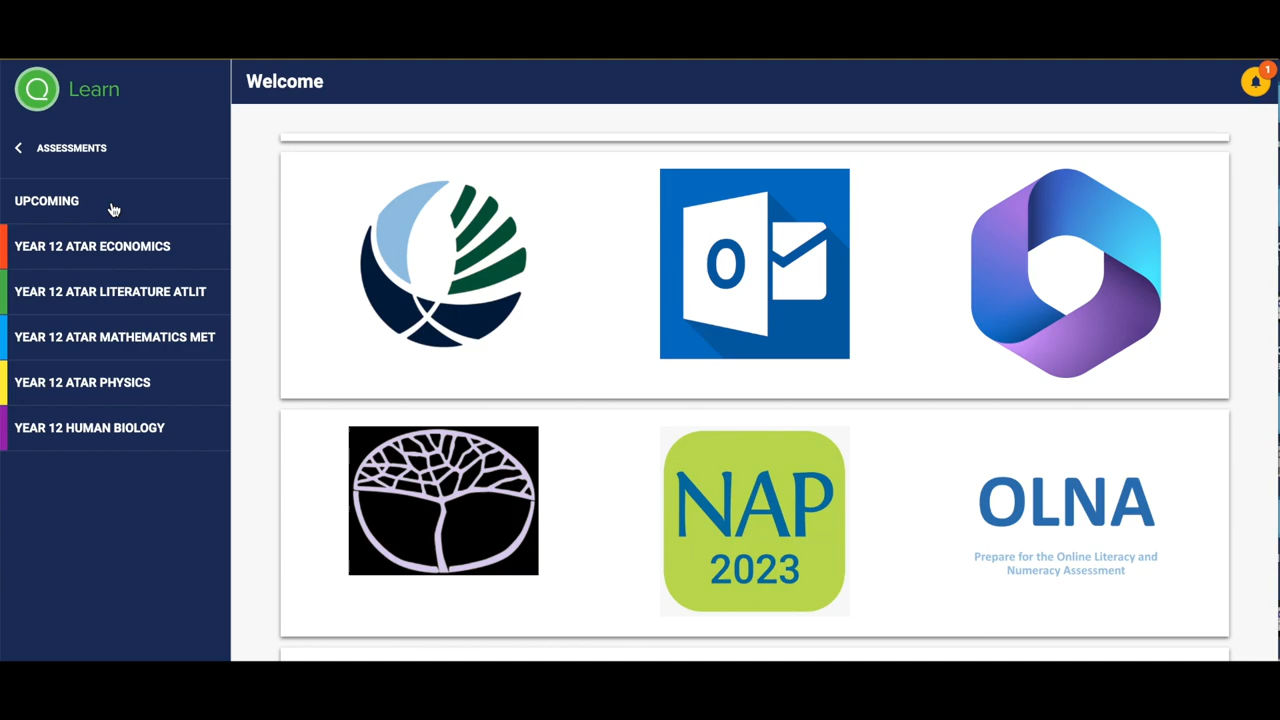 Learn
Welcome
1
ASSESSMENTS
UPCOMING
YEAR 12 ATAR ECONOMICS
YEAR 12 ATAR LITERATURE ATLIT
YEAR 12 ATAR MATHEMATICS MET
YEAR 12 ATAR PHYSICS
YEAR 12 HUMAN BIOLOGY
O
NAP
2023
OLNA
Prepare for the Online Literacy and
Numeracy Assessment